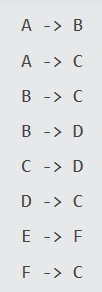 A -> B
A -> C
B -> C
B -> D
C -> D
D -> C
E -> F
F -> C